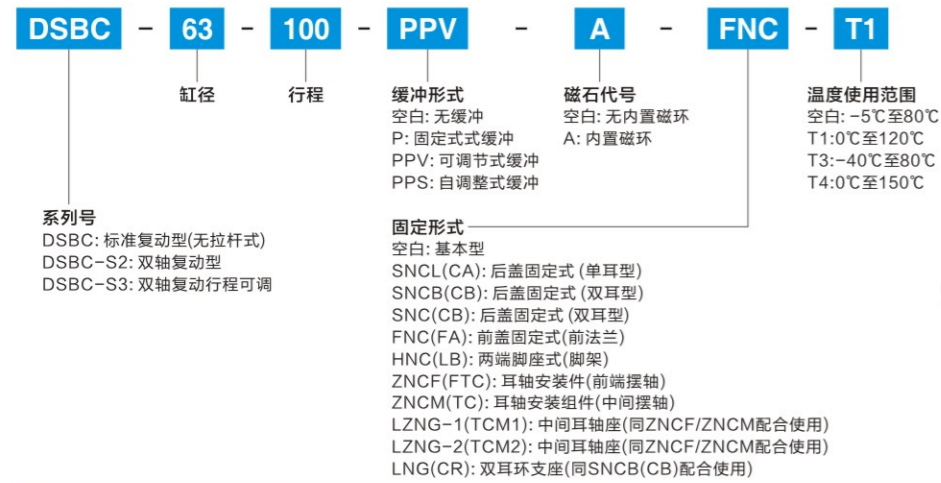 DSBC - 63 - 100 - PPV - A - FNC - T1
缸径
行程
缓冲形式
空白: 无缓冲
P: 固定式式缓冲
PPV: 可调节式缓冲
PPS: 自调整式缓冲
磁石代号
空白: 无内置磁环
A: 内置磁环
温度使用范围
空白: -5℃至80℃
T1:0℃至120℃
T3:-40℃至80℃
T4:0℃至150℃
系列号
DSBC: 标准复动型(无拉杆式)
DSBC-S2: 双轴复动型
DSBC-S3: 双轴复动行程可调
固定形式
空白: 基本型
SNCL(CA): 后盖固定式 (单耳型)
SNCB(CB): 后盖固定式 (双耳型)
SNC(CB): 后盖固定式 (双耳型)
FNC(FA): 前盖固定式(前法兰)
HNC(LB): 两端脚座式(脚架)
ZNCF(FTC): 耳轴安装件(前端摆轴)
ZNCM(TC): 耳轴安装组件(中间摆轴)
LZNG-1(TCM1): 中间耳轴座(同ZNCF/ZNCM配合使用)
LZNG-2(TCM2): 中间耳轴座(同ZNCF/ZNCM配合使用)
LNG(CR): 双耳环支座(同SNCB(CB)配合使用)